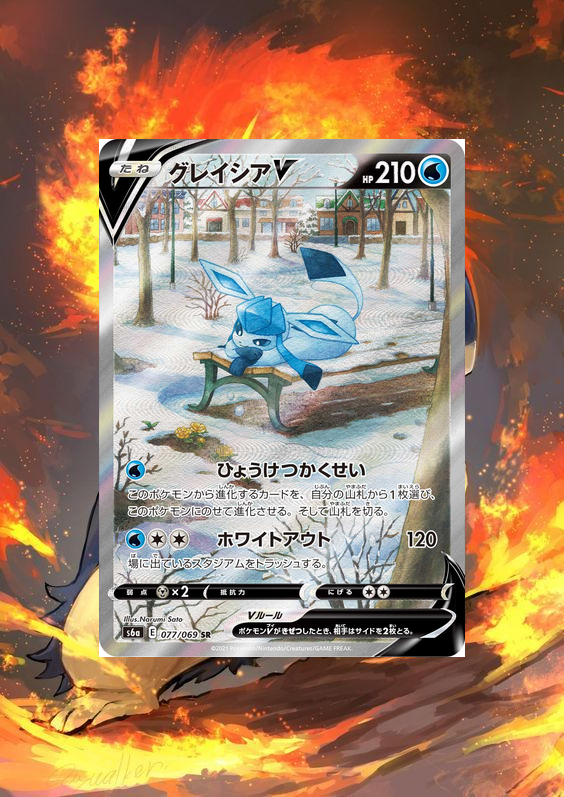 たね グレイシアV HP 210
ひょうけつかくせい
このポケモンから進化するカードを、自分の山札から1枚選び、
このポケモンにのせて進化させる。そして山札を切る。
ホワイトアウト 120
場に出ているスタジアムをトラッシュする。
弱点 ×2 抵抗力 にげる
Illus. Narumi Sato
Vルール
s6a E 077/069 SR
ポケモンVがきぜつしたとき、相手はサイドを2枚とる。
©2021 Pokémon/Nintendo/Creatures/GAME FREAK.